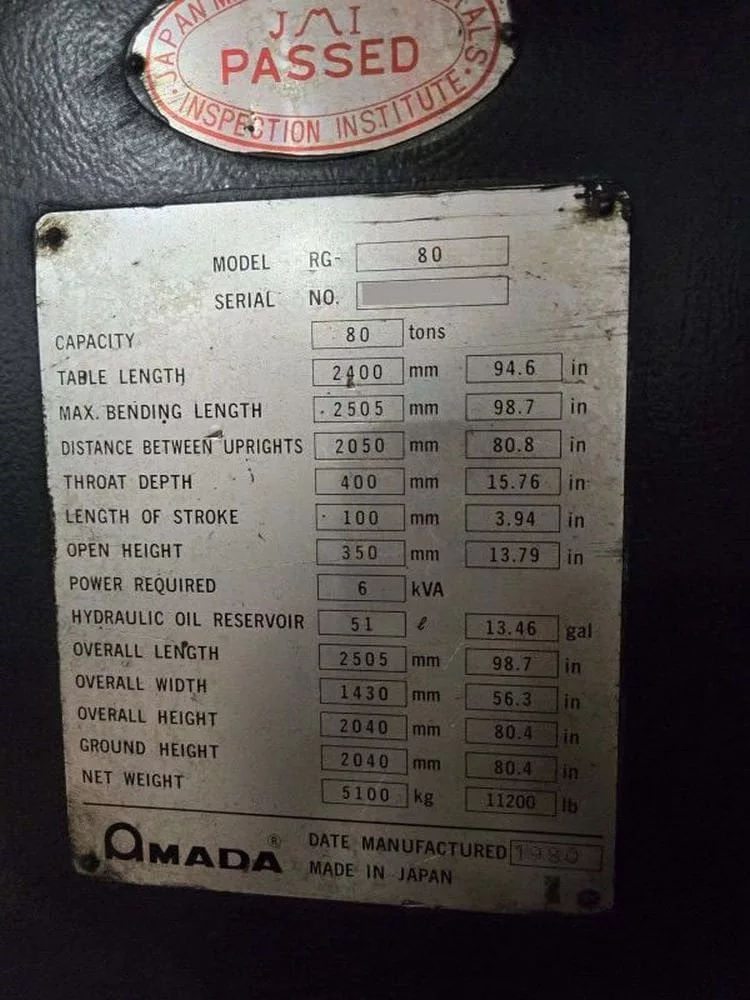 JAPAN M TALS
JMI
PASSED
INSPECTION INSTITUTE
MODEL RG- 80
SERIAL NO.
CAPACITY 80 tons
TABLE LENGTH 2400 mm 94.6 in
MAX. BENDING LENGTH 2505 mm 98.7 in
DISTANCE BETWEEN UPRIGHTS 2050 mm 80.8 in
THROAT DEPTH 400 mm 15.76 in
LENGTH OF STROKE 100 mm 3.94 in
OPEN HEIGHT 350 mm 13.79 in
POWER REQUIRED 6 kVA
HYDRAULIC OIL RESERVOIR 51 ℓ 13.46 gal
OVERALL LENGTH 2505 mm 98.7 in
OVERALL WIDTH 1430 mm 56.3 in
OVERALL HEIGHT 2040 mm 80.4 in
GROUND HEIGHT 2040 mm 80.4 in
NET WEIGHT 5100 kg 11200 lb
AMADA® DATE MANUFACTURED 1980
MADE IN JAPAN